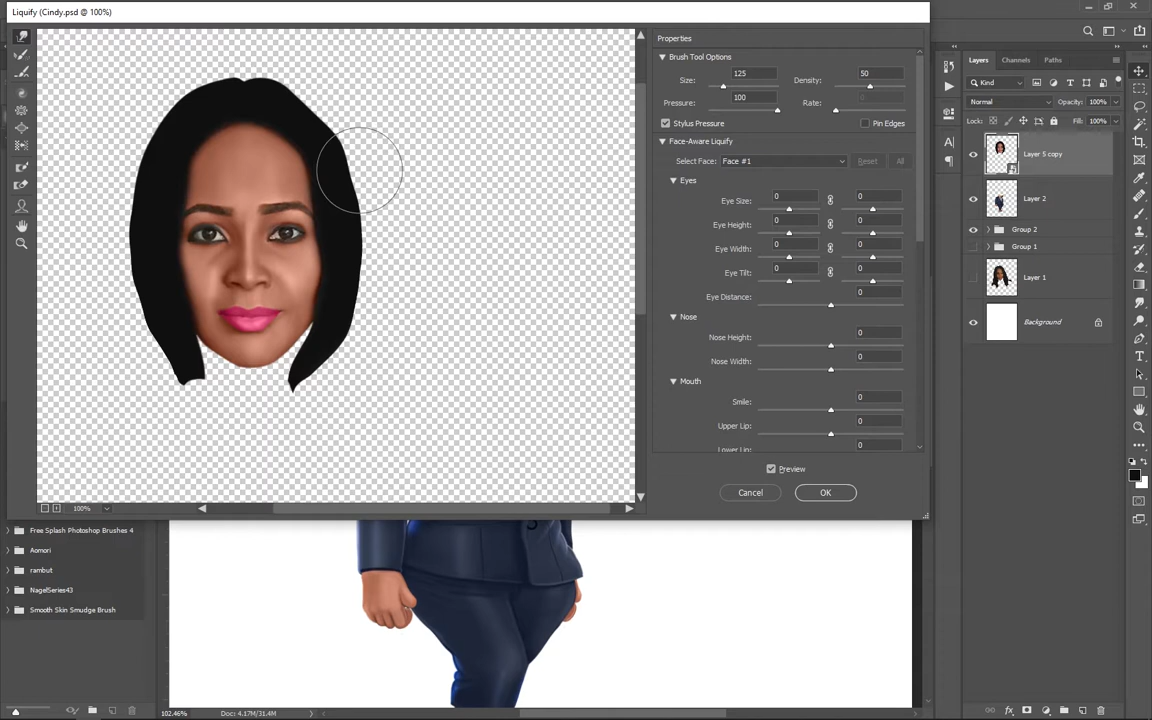 Liquify (Cindy.psd @ 100%)
Properties
Brush Tool Options
Size: 125 Density: 50
Pressure: 100 Rate: 0
Stylus Pressure Pin Edges
Face-Aware Liquify
Select Face: Face #1 Reset All
Eyes
Eye Size: 0 0
Eye Height: 0 0
Eye Width: 0 0
Eye Tilt: 0 0
Eye Distance: 0
Nose
Nose Height: 0
Nose Width: 0
Mouth
Smile: 0
Upper Lip: 0
Lower Lip: 0
Preview
Cancel OK
100%
Layers Channels Paths
Kind
Normal Opacity: 100%
Lock: Fill: 100%
Layer 5 copy
Layer 2
Group 2
Group 1
Layer 1
Background
Free Splash Photoshop Brushes 4
Aomori
rambut
NagelSeries43
Smooth Skin Smudge Brush
102.46% Doc: 4.17M/31.4M